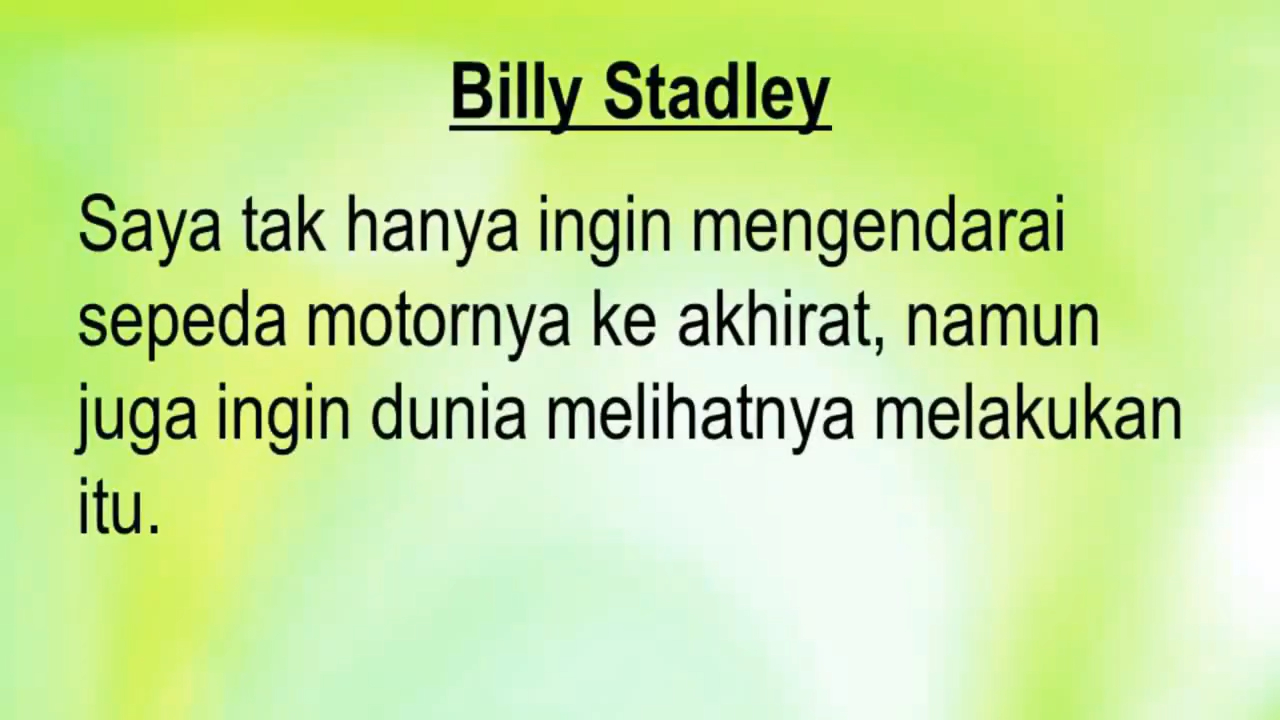 Billy Stadley
Saya tak hanya ingin mengendarai
sepeda motornya ke akhirat, namun
juga ingin dunia melihatnya melakukan
itu.